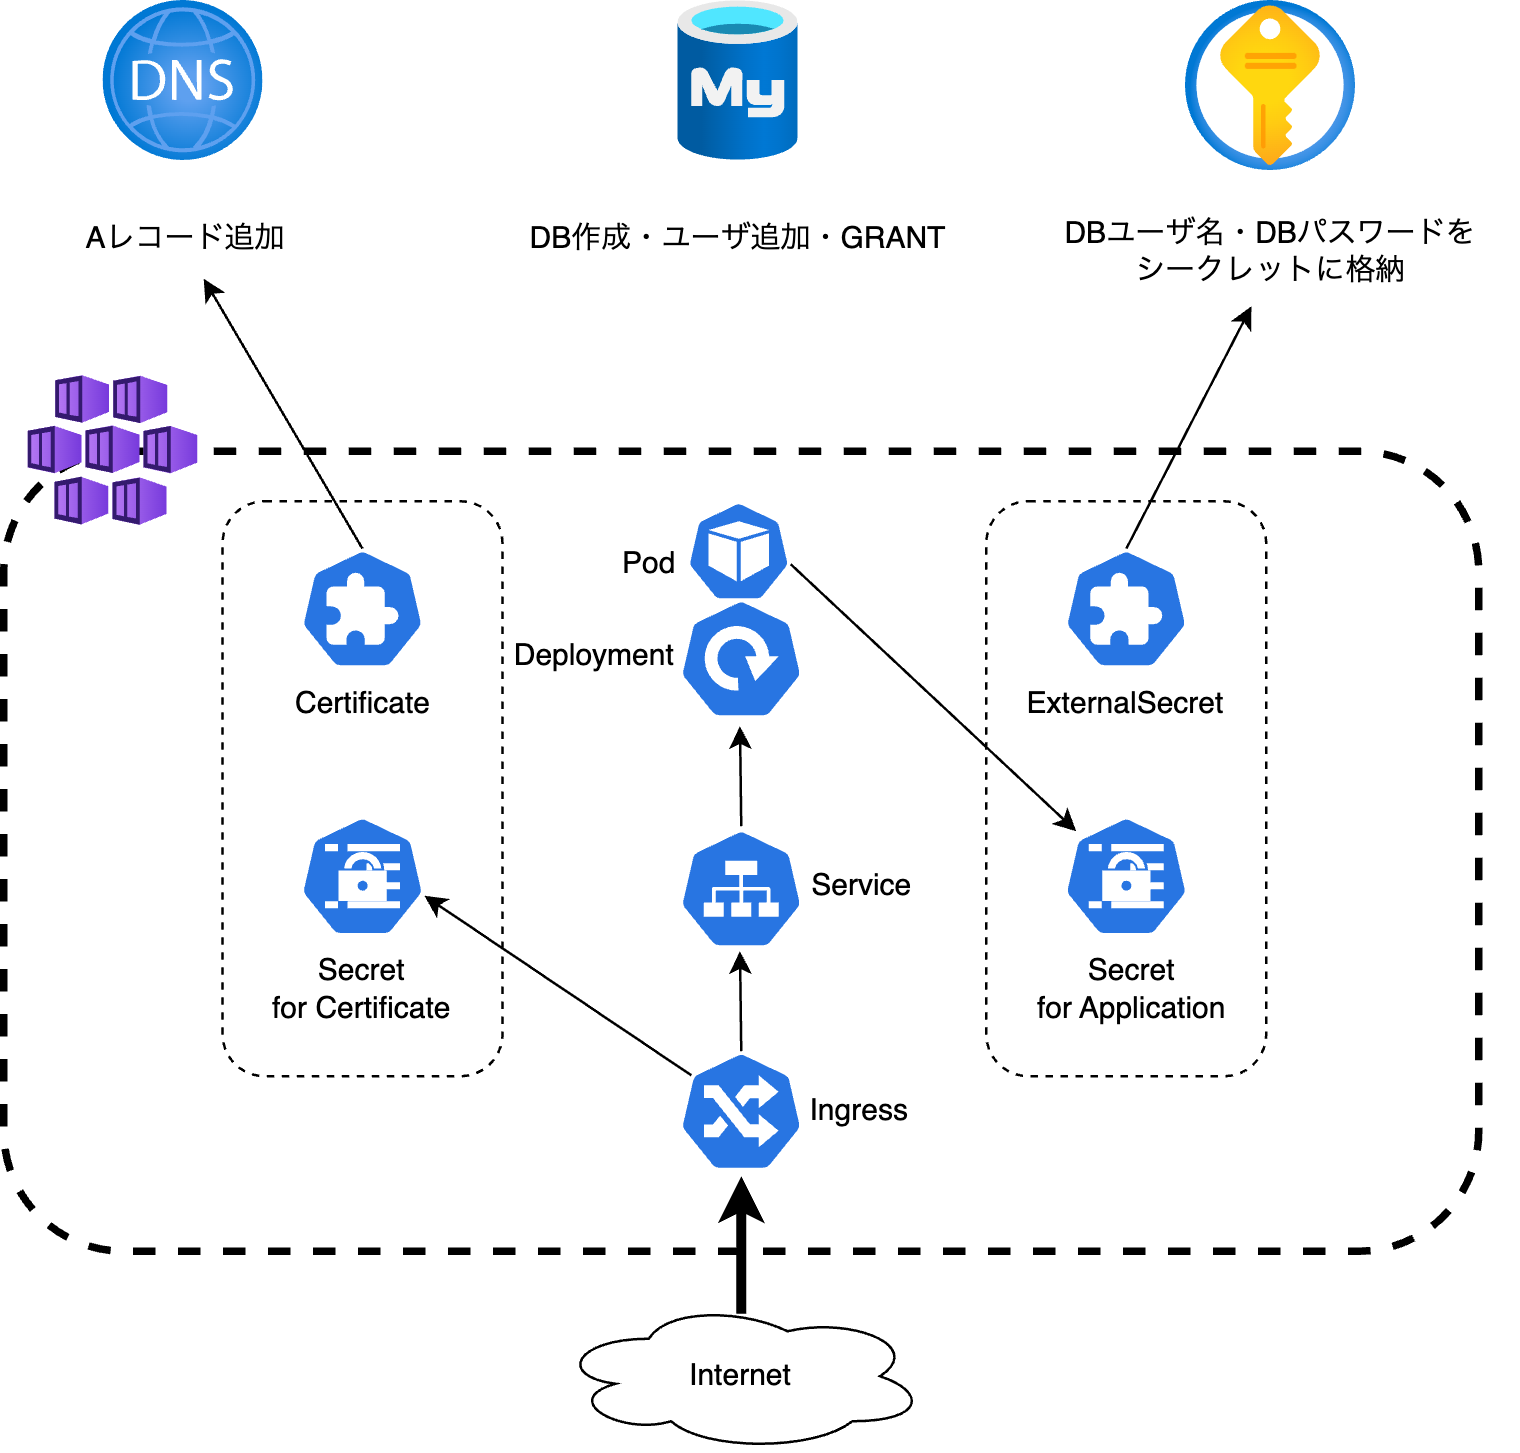 DNS
My
Aレコード追加
DB作成・ユーザ追加・GRANT
DBユーザ名・DBパスワードを
シークレットに格納
Pod
Deployment
Certificate
ExternalSecret
Service
Secret
for Certificate
Secret
for Application
Ingress
Internet